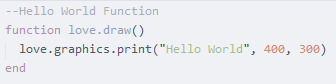 --Hello World Function
function love.draw()
  love.graphics.print("Hello World", 400, 300)
end